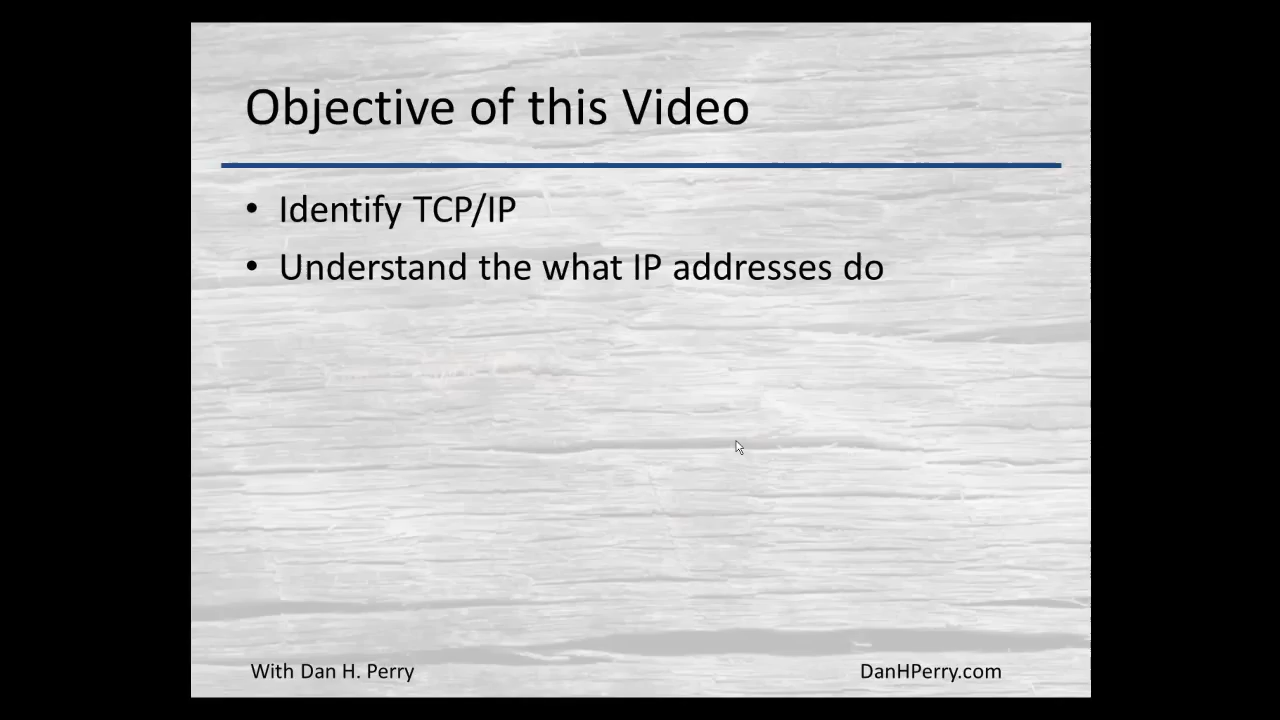 Objective of this Video
• Identify TCP/IP
• Understand the what IP addresses do
With Dan H. Perry
DanHPerry.com